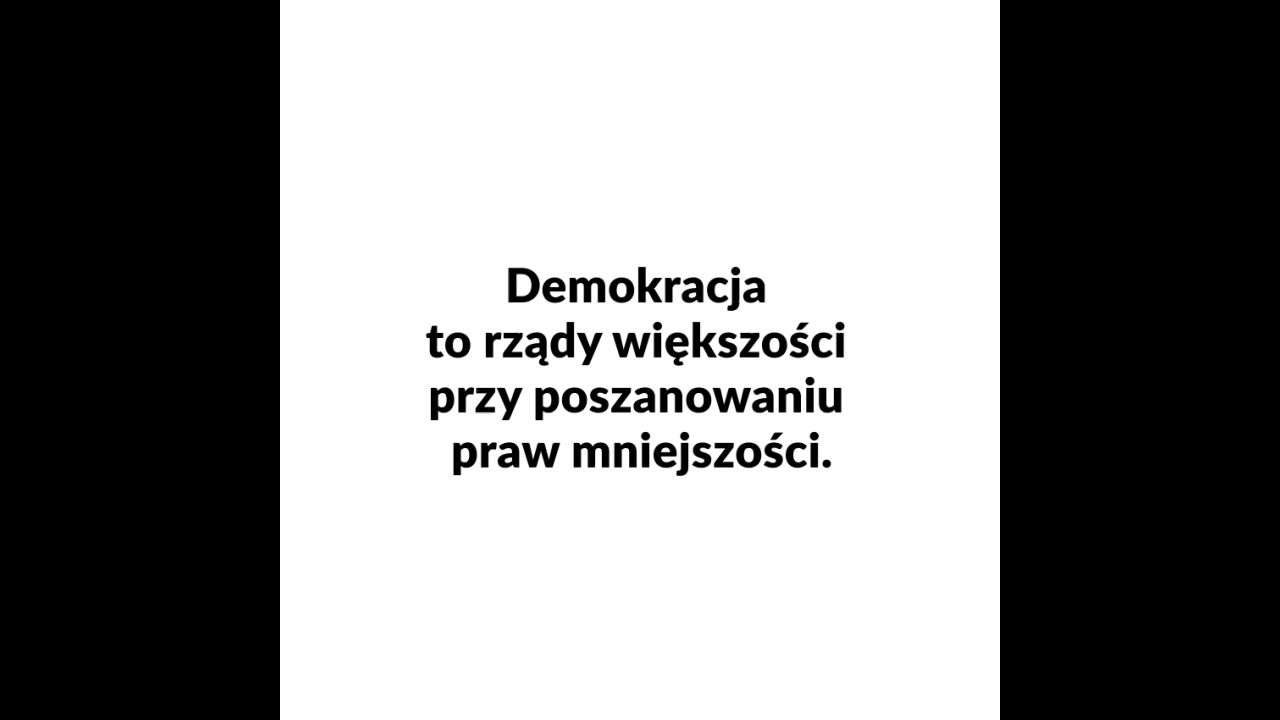 Demokracja
to rządy większości
przy poszanowaniu
praw mniejszości.